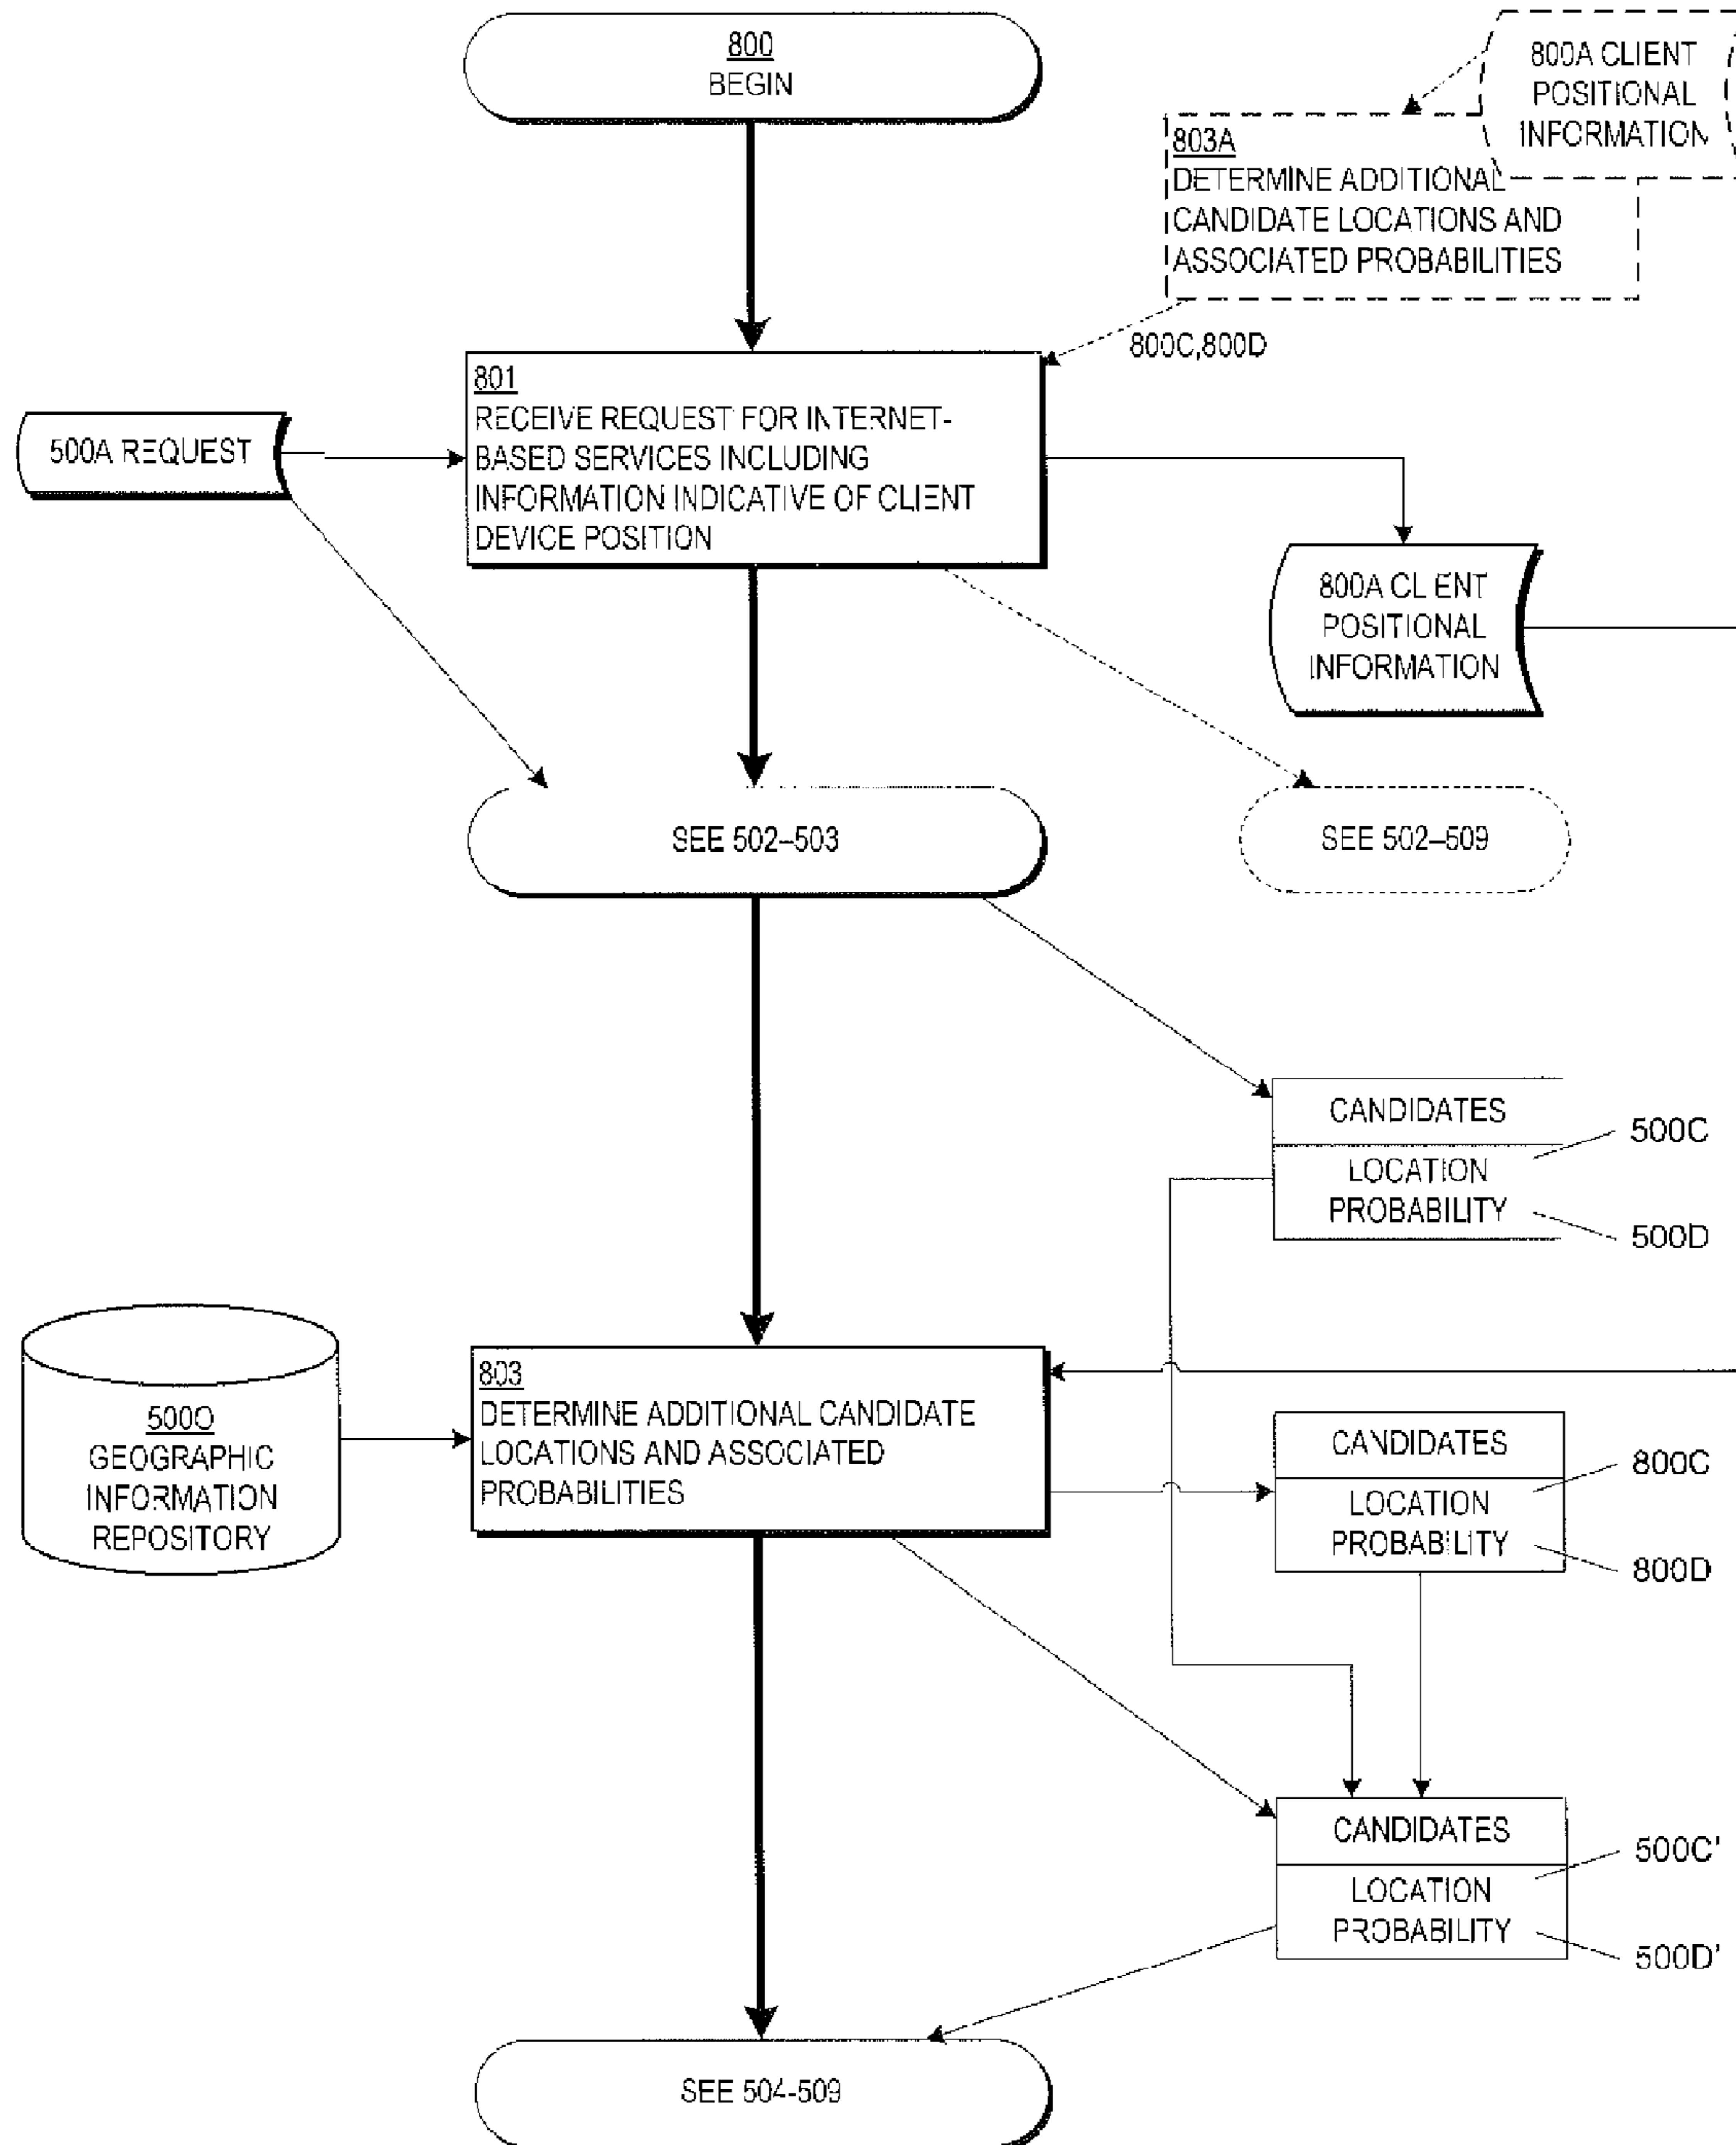 800
BEGIN
800A CLIENT
POSITIONAL
INFORMATION
803A
DETERMINE ADDITIONAL
CANDIDATE LOCATIONS AND
ASSOCIATED PROBABILITIES
800C,800D
801
RECEIVE REQUEST FOR INTERNET-
BASED SERVICES INCLUDING
INFORMATION INDICATIVE OF CLIENT
DEVICE POSITION
500A REQUEST
800A CLIENT
POSITIONAL
INFORMATION
SEE 502–503
SEE 502–509
CANDIDATES
LOCATION
PROBABILITY
500C
500D
500O
GEOGRAPHIC
INFORMATION
REPOSITORY
803
DETERMINE ADDITIONAL CANDIDATE
LOCATIONS AND ASSOCIATED
PROBABILITIES
CANDIDATES
LOCATION
PROBABILITY
800C
800D
CANDIDATES
LOCATION
PROBABILITY
500C'
500D'
SEE 504-509